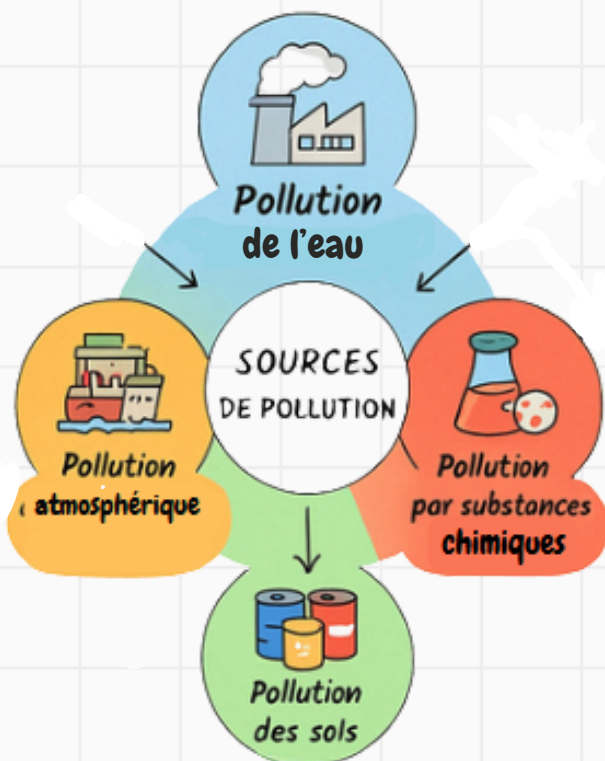 Pollution
de l'eau
SOURCES
DE POLLUTION
Pollution
atmosphérique
Pollution
par substances
chimiques
Pollution
des sols